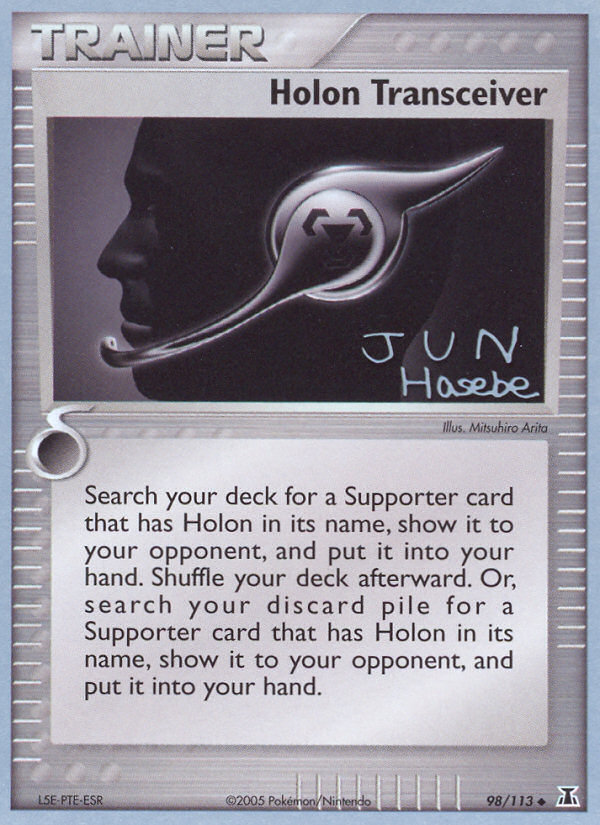 TRAINER
Holon Transceiver
JUN
Hasebe
Illus. Mitsuhiro Arita
Search your deck for a Supporter card
that has Holon in its name, show it to
your opponent, and put it into your
hand. Shuffle your deck afterward. Or,
search your discard pile for a
Supporter card that has Holon in its
name, show it to your opponent, and
put it into your hand.
L5E-PTE-ESR
©2005 Pokémon/Nintendo
98/113